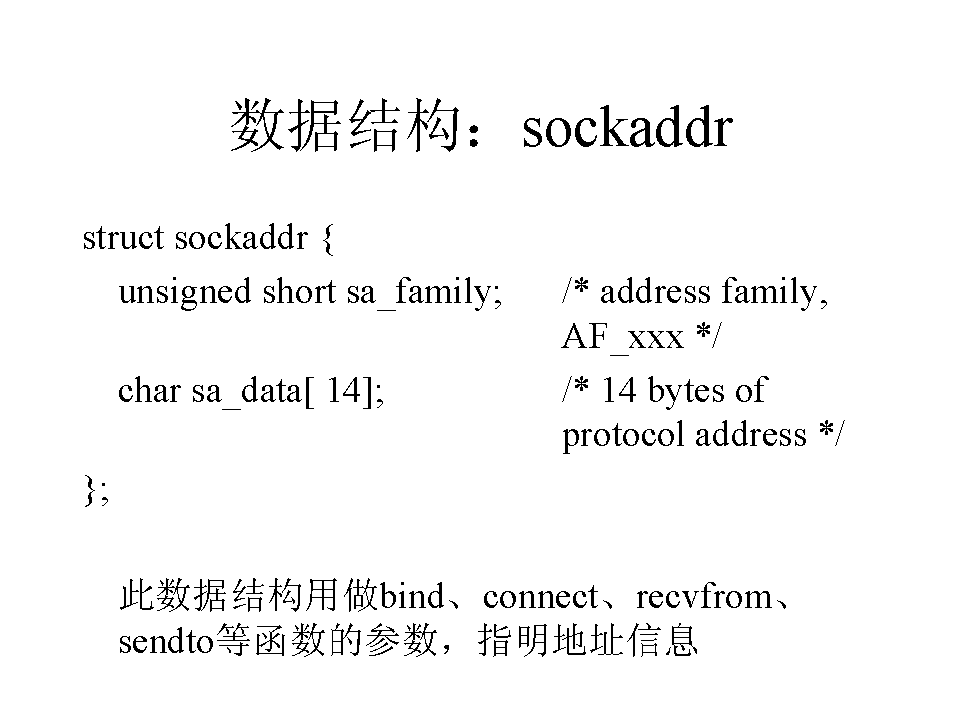 数据结构：sockaddr
struct sockaddr {
unsigned short sa_family; /* address family,
AF_xxx */
char sa_data[ 14]; /* 14 bytes of
protocol address */
};
此数据结构用做bind、connect、recvfrom、
sendto等函数的参数，指明地址信息